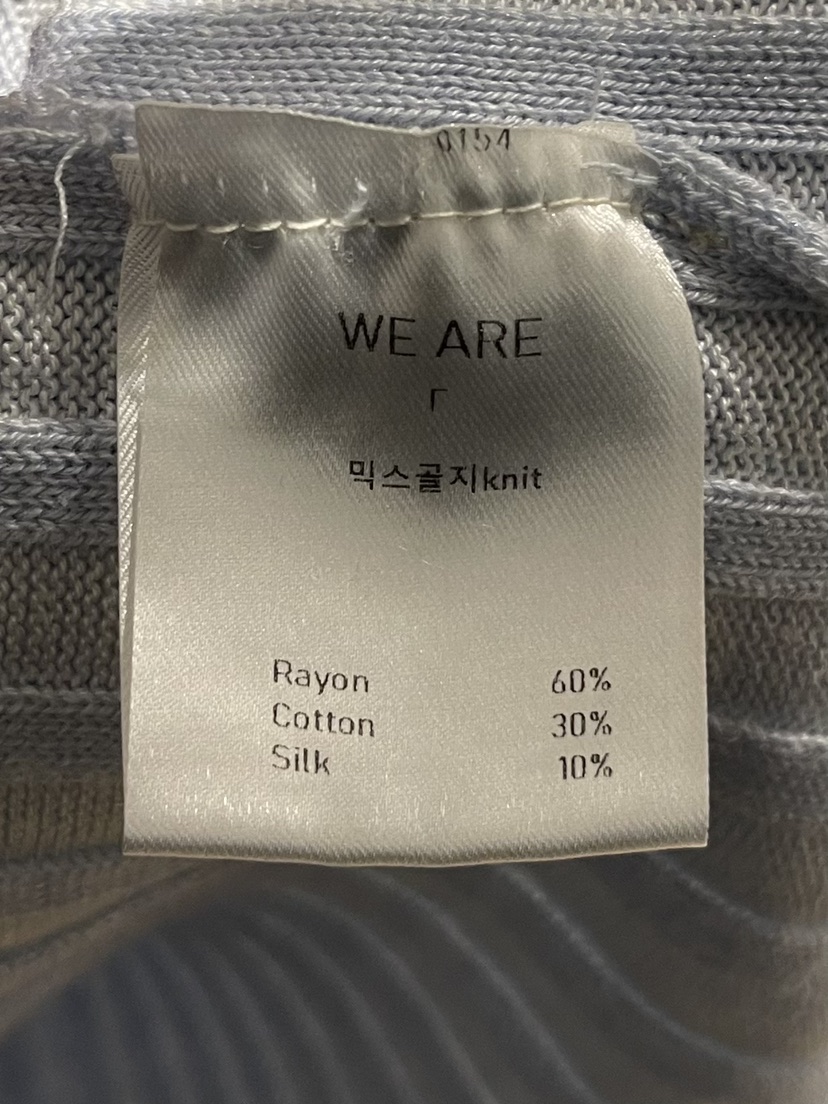 0154
WE ARE
「
믹스골지knit
Rayon 60%
Cotton 30%
Silk 10%